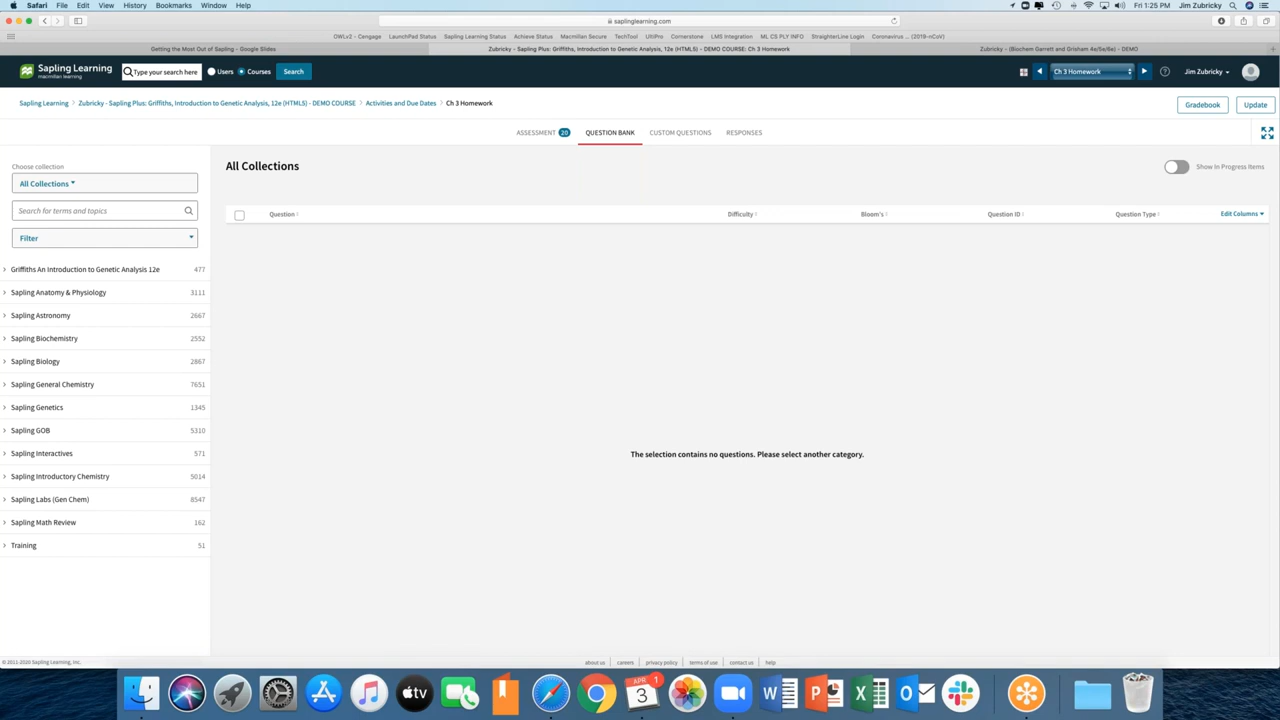 Safari File Edit View History Bookmarks Window Help
Fri 1:25 PM Jim Zubricky
saplinglearning.com
OWLv2 - Cengage LaunchPad Status Sapling Learning Status Achieve Status Macmillan Secure TechTool UltiPro Cornerstone LMS Integration ML CS PLY INFO StraighterLine Login Coronavirus (2019-nCoV)
Getting the Most Out of Sapling - Google Slides
Zubricky - Sapling Plus: Griffiths, Introduction to Genetic Analysis, 12e (HTML5) - DEMO COURSE: Ch 3 Homework
Zubricky - (Biochem Garrett and Grisham 4e/5e/6e) - DEMO
Sapling Learning
macmillan learning
Type your search here
Users Courses
Search
Ch 3 Homework
Jim Zubricky
Sapling Learning > Zubricky - Sapling Plus: Griffiths, Introduction to Genetic Analysis, 12e (HTML5) - DEMO COURSE > Activities and Due Dates > Ch 3 Homework
Gradebook
Update
ASSESSMENT 20 QUESTION BANK CUSTOM QUESTIONS RESPONSES
Choose collection
All Collections
Search for terms and topics
Filter
Griffiths An Introduction to Genetic Analysis 12e 477
Sapling Anatomy & Physiology 3111
Sapling Astronomy 2667
Sapling Biochemistry 2552
Sapling Biology 2867
Sapling General Chemistry 7651
Sapling Genetics 1345
Sapling GOB 5310
Sapling Interactives 571
Sapling Introductory Chemistry 5014
Sapling Labs (Gen Chem) 8547
Sapling Math Review 162
Training 51
All Collections
Show In Progress Items
Question Difficulty Bloom's Question ID Question Type Edit Columns
The selection contains no questions. Please select another category.
© 2011-2020 Sapling Learning, Inc.
about us careers privacy policy terms of use contact us help
tv
APR 1
3
W P X O